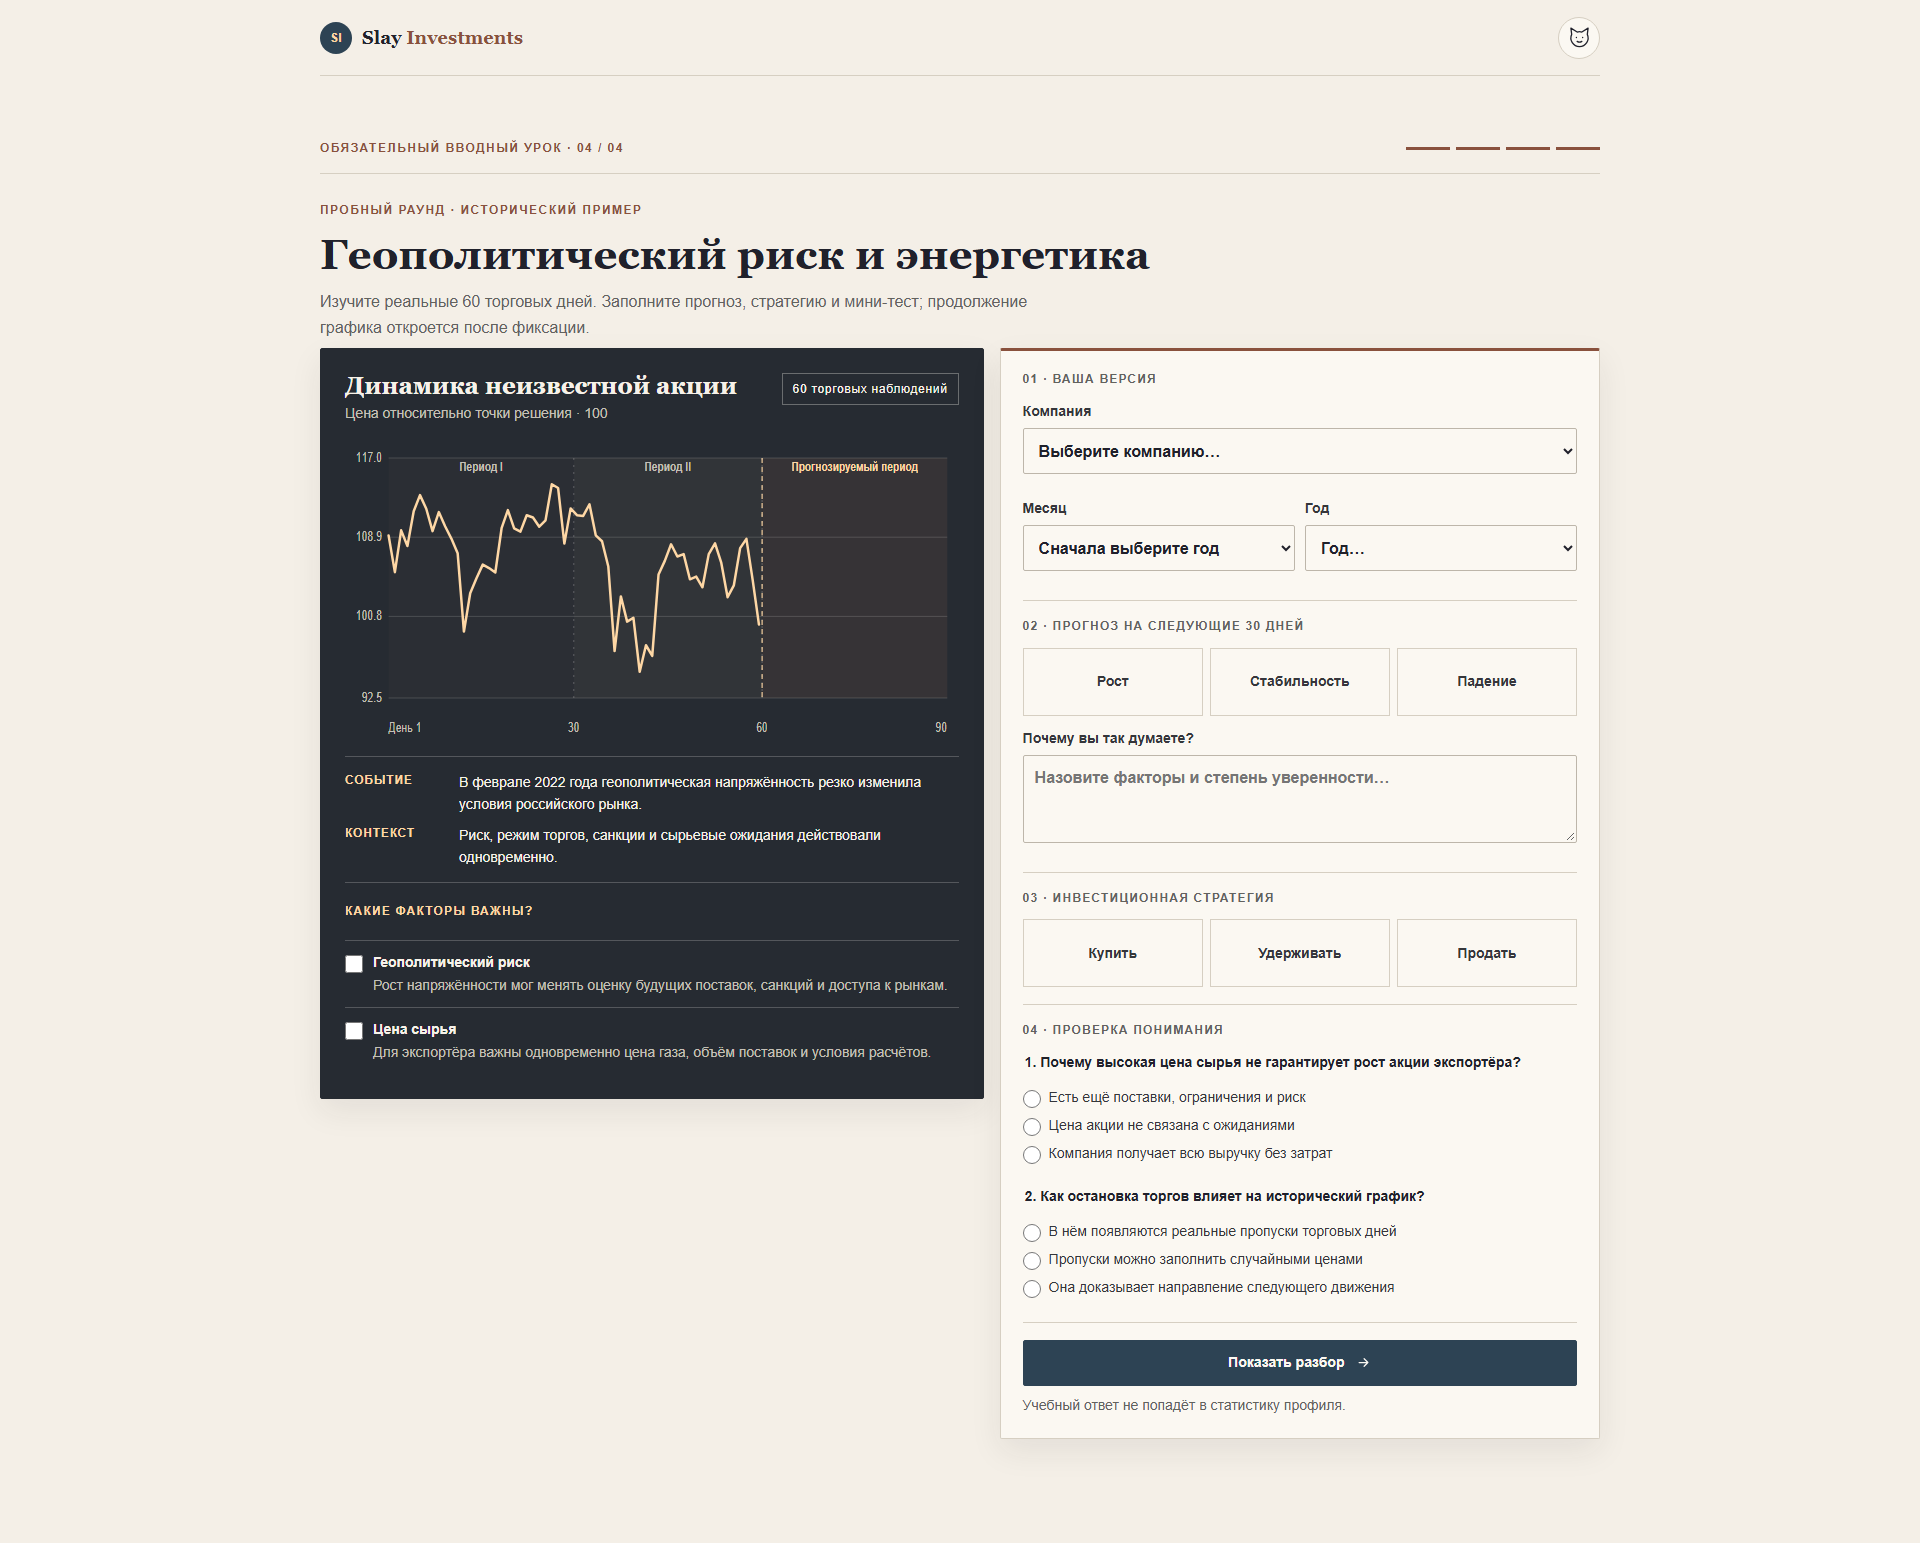 SI
Slay Investments
ОБЯЗАТЕЛЬНЫЙ ВВОДНЫЙ УРОК · 04 / 04
ПРОБНЫЙ РАУНД · ИСТОРИЧЕСКИЙ ПРИМЕР
Геополитический риск и энергетика
Изучите реальные 60 торговых дней. Заполните прогноз, стратегию и мини-тест; продолжение
графика откроется после фиксации.
Динамика неизвестной акции
60 торговых наблюдений
Цена относительно точки решения · 100
117.0
Период I
Период II
Прогнозируемый период
108.9
100.8
92.5
День 1
30
60
90
СОБЫТИЕ
В феврале 2022 года геополитическая напряжённость резко изменила
условия российского рынка.
КОНТЕКСТ
Риск, режим торгов, санкции и сырьевые ожидания действовали
одновременно.
КАКИЕ ФАКТОРЫ ВАЖНЫ?
Геополитический риск
Рост напряжённости мог менять оценку будущих поставок, санкций и доступа к рынкам.
Цена сырья
Для экспортёра важны одновременно цена газа, объём поставок и условия расчётов.
01 · ВАША ВЕРСИЯ
Компания
Выберите компанию…
Месяц
Год
Сначала выберите год
Год…
02 · ПРОГНОЗ НА СЛЕДУЮЩИЕ 30 ДНЕЙ
Рост
Стабильность
Падение
Почему вы так думаете?
Назовите факторы и степень уверенности…
03 · ИНВЕСТИЦИОННАЯ СТРАТЕГИЯ
Купить
Удерживать
Продать
04 · ПРОВЕРКА ПОНИМАНИЯ
1. Почему высокая цена сырья не гарантирует рост акции экспортёра?
Есть ещё поставки, ограничения и риск
Цена акции не связана с ожиданиями
Компания получает всю выручку без затрат
2. Как остановка торгов влияет на исторический график?
В нём появляются реальные пропуски торговых дней
Пропуски можно заполнить случайными ценами
Она доказывает направление следующего движения
Показать разбор →
Учебный ответ не попадёт в статистику профиля.